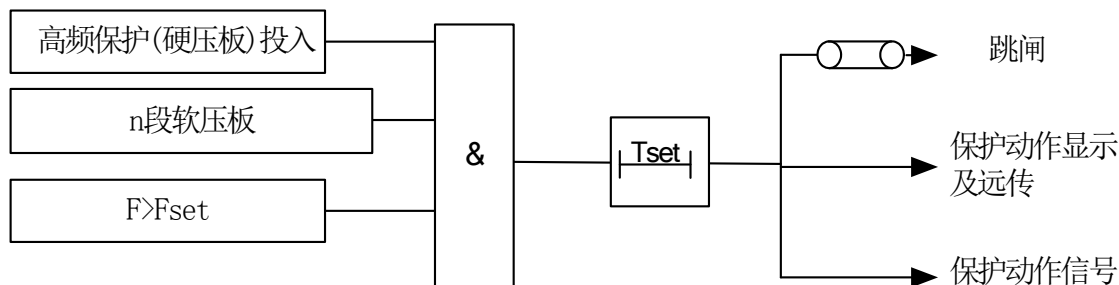 高频保护(硬压板)投入
n段软压板
F>Fset
&
Tset
跳闸
保护动作显示
及远传
保护动作信号